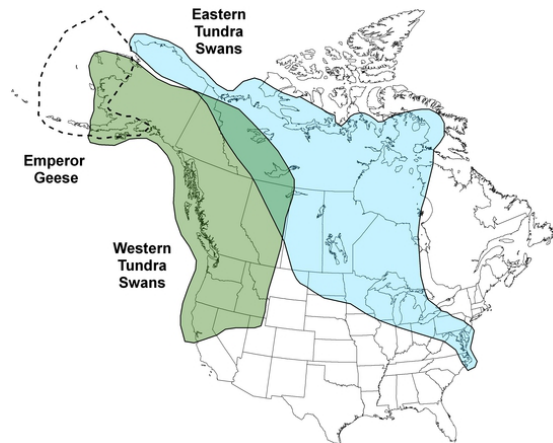 Eastern
Tundra
Swans
Emperor
Geese
Western
Tundra
Swans